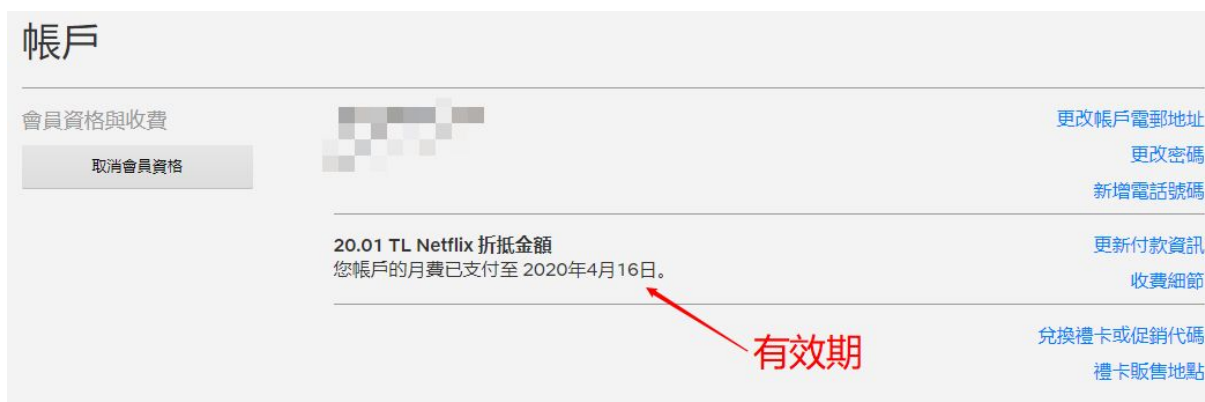 帳戶
會員資格與收費
取消會員資格
更改帳戶電郵地址
更改密碼
新增電話號碼
20.01 TL Netflix 折抵金額
您帳戶的月費已支付至 2020年4月16日。
更新付款資訊
收費細節
有效期
兌換禮卡或促銷代碼
禮卡販售地點